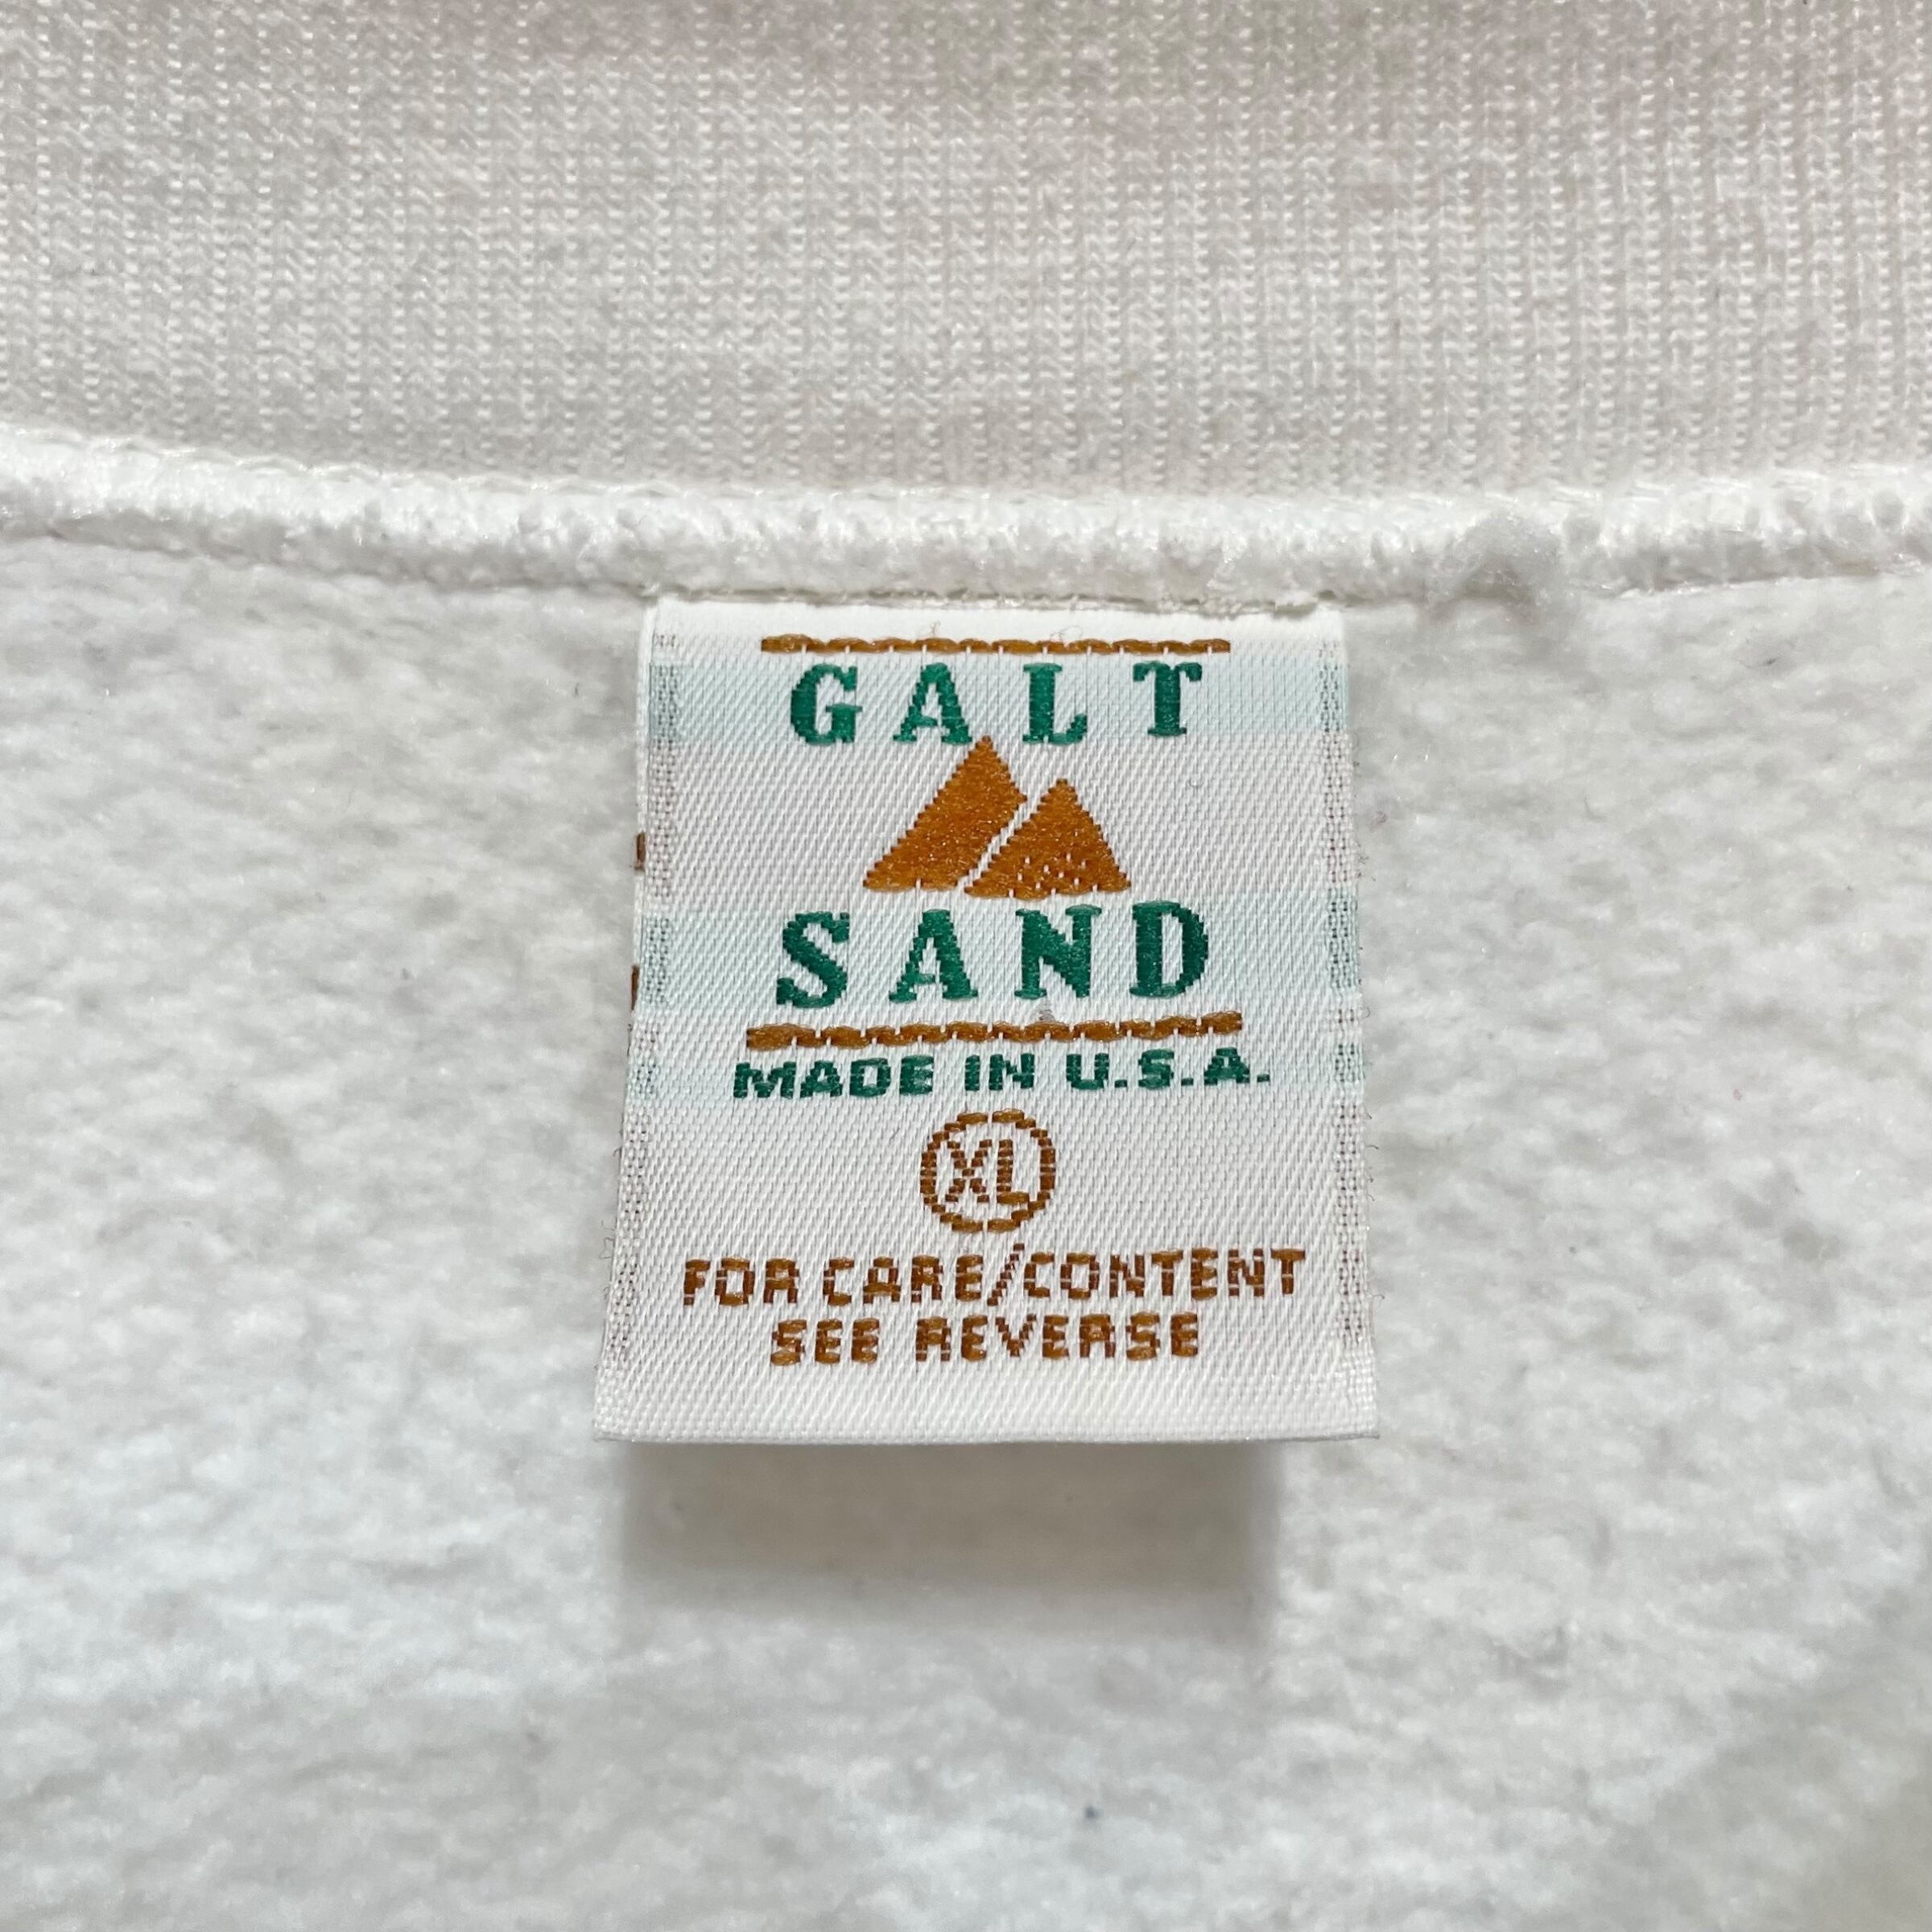 GALT
SAND
MADE IN U.S.A.
XL
FOR CARE/CONTENT
SEE REVERSE